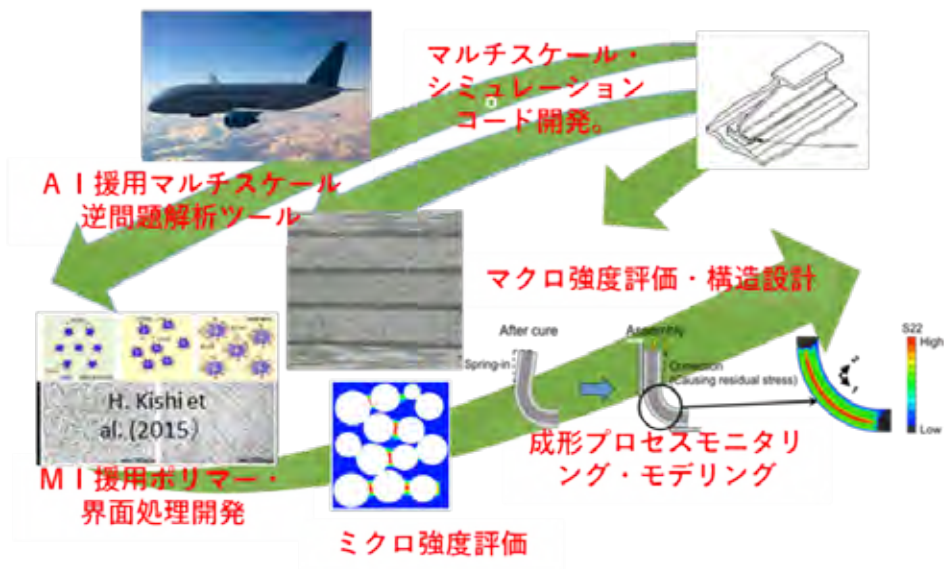 マルチスケール・
シミュレーション
コード開発。
ＡＩ援用マルチスケール
逆問題解析ツール
マクロ強度評価・構造設計
After cure
Assembly
Spring-in
Correction
(Causing residual stress)
S22
High
Low
H. Kishi et
al. (2015)
成形プロセスモニタリ
ング・モデリング
ＭＩ援用ポリマー・
界面処理開発
ミクロ強度評価